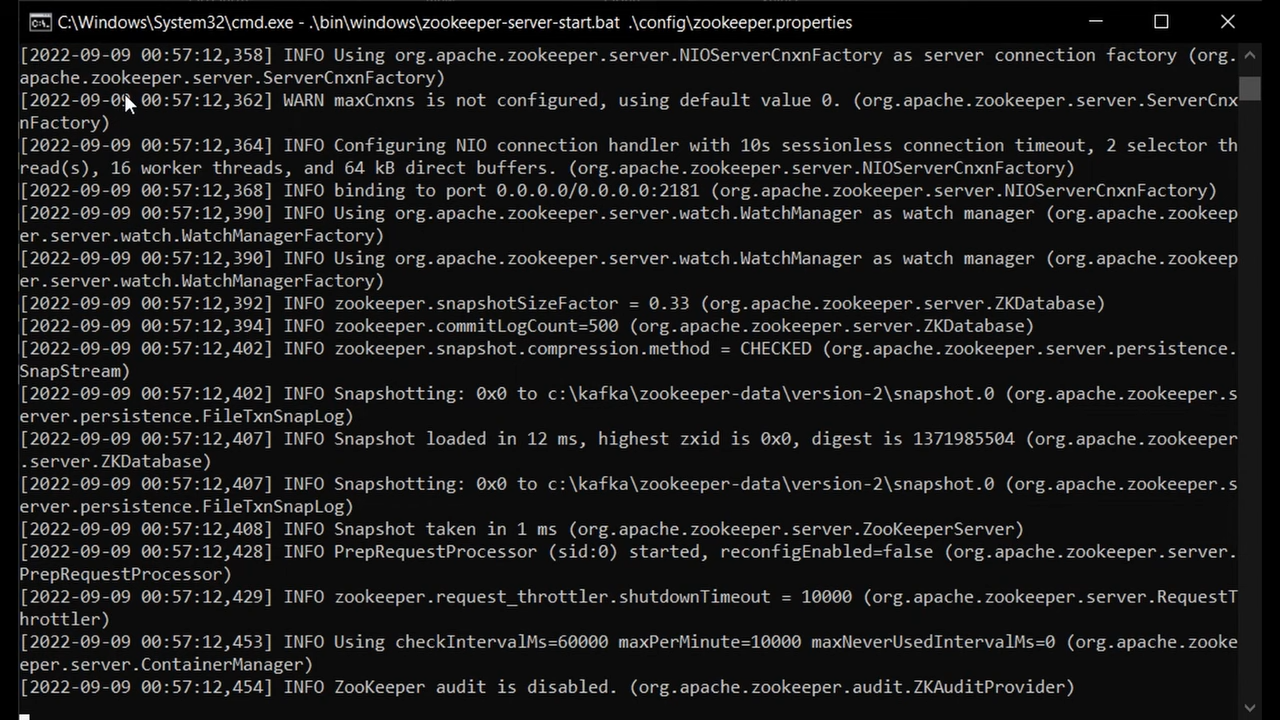 C:\Windows\System32\cmd.exe - .\bin\windows\zookeeper-server-start.bat .\config\zookeeper.properties
[2022-09-09 00:57:12,358] INFO Using org.apache.zookeeper.server.NIOServerCnxnFactory as server connection factory (org.
apache.zookeeper.server.ServerCnxnFactory)
[2022-09-09 00:57:12,362] WARN maxCnxns is not configured, using default value 0. (org.apache.zookeeper.server.ServerCnx
nFactory)
[2022-09-09 00:57:12,364] INFO Configuring NIO connection handler with 10s sessionless connection timeout, 2 selector th
read(s), 16 worker threads, and 64 kB direct buffers. (org.apache.zookeeper.server.NIOServerCnxnFactory)
[2022-09-09 00:57:12,368] INFO binding to port 0.0.0.0/0.0.0.0:2181 (org.apache.zookeeper.server.NIOServerCnxnFactory)
[2022-09-09 00:57:12,390] INFO Using org.apache.zookeeper.server.watch.WatchManager as watch manager (org.apache.zookeep
er.server.watch.WatchManagerFactory)
[2022-09-09 00:57:12,390] INFO Using org.apache.zookeeper.server.watch.WatchManager as watch manager (org.apache.zookeep
er.server.watch.WatchManagerFactory)
[2022-09-09 00:57:12,392] INFO zookeeper.snapshotSizeFactor = 0.33 (org.apache.zookeeper.server.ZKDatabase)
[2022-09-09 00:57:12,394] INFO zookeeper.commitLogCount=500 (org.apache.zookeeper.server.ZKDatabase)
[2022-09-09 00:57:12,402] INFO zookeeper.snapshot.compression.method = CHECKED (org.apache.zookeeper.server.persistence.
SnapStream)
[2022-09-09 00:57:12,402] INFO Snapshotting: 0x0 to c:\kafka\zookeeper-data\version-2\snapshot.0 (org.apache.zookeeper.s
erver.persistence.FileTxnSnapLog)
[2022-09-09 00:57:12,407] INFO Snapshot loaded in 12 ms, highest zxid is 0x0, digest is 1371985504 (org.apache.zookeeper
.server.ZKDatabase)
[2022-09-09 00:57:12,407] INFO Snapshotting: 0x0 to c:\kafka\zookeeper-data\version-2\snapshot.0 (org.apache.zookeeper.s
erver.persistence.FileTxnSnapLog)
[2022-09-09 00:57:12,408] INFO Snapshot taken in 1 ms (org.apache.zookeeper.server.ZooKeeperServer)
[2022-09-09 00:57:12,428] INFO PrepRequestProcessor (sid:0) started, reconfigEnabled=false (org.apache.zookeeper.server.
PrepRequestProcessor)
[2022-09-09 00:57:12,429] INFO zookeeper.request_throttler.shutdownTimeout = 10000 (org.apache.zookeeper.server.RequestT
hrottler)
[2022-09-09 00:57:12,453] INFO Using checkIntervalMs=60000 maxPerMinute=10000 maxNeverUsedIntervalMs=0 (org.apache.zooke
eper.server.ContainerManager)
[2022-09-09 00:57:12,454] INFO ZooKeeper audit is disabled. (org.apache.zookeeper.audit.ZKAuditProvider)